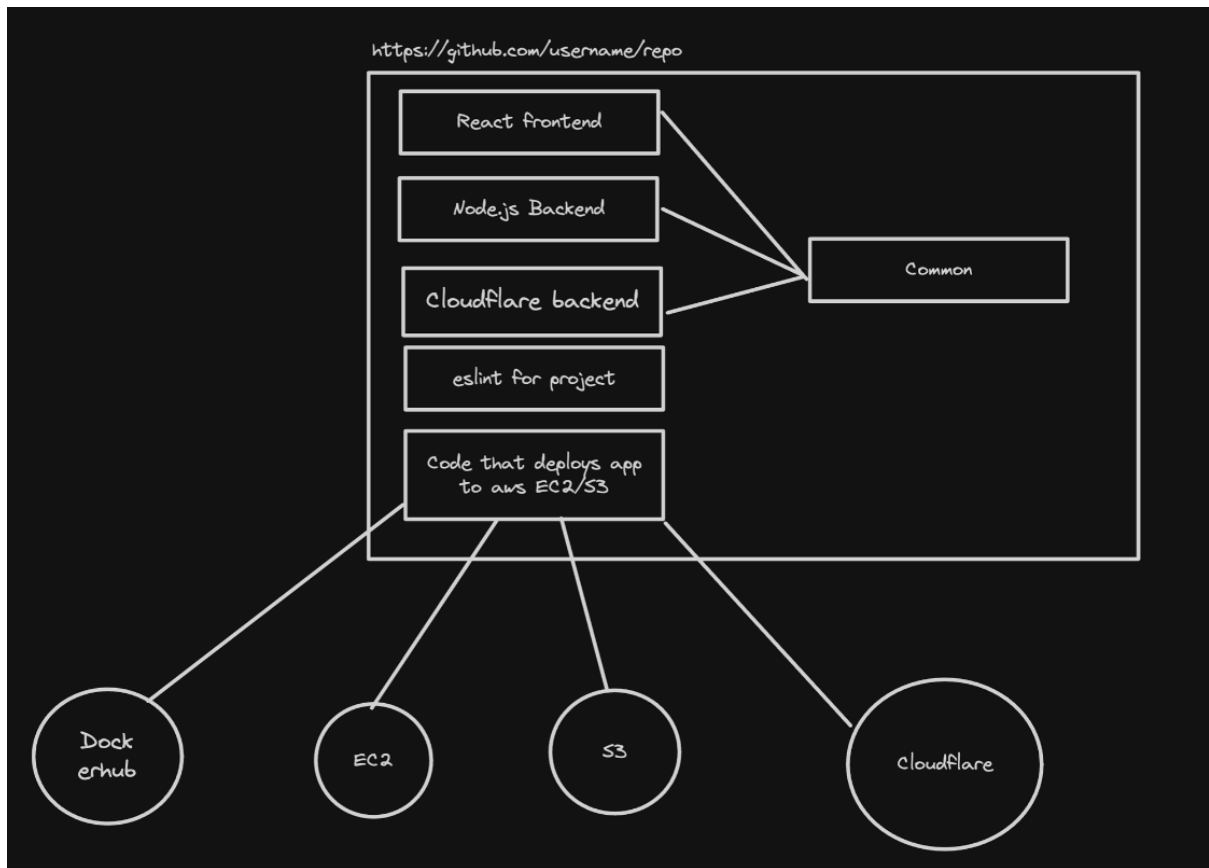 https://github.com/username/repo
React frontend
Node.js Backend
Common
Cloudflare backend
eslint for project
Code that deploys app
to aws EC2/S3
Dock
erhub
EC2
S3
Cloudflare